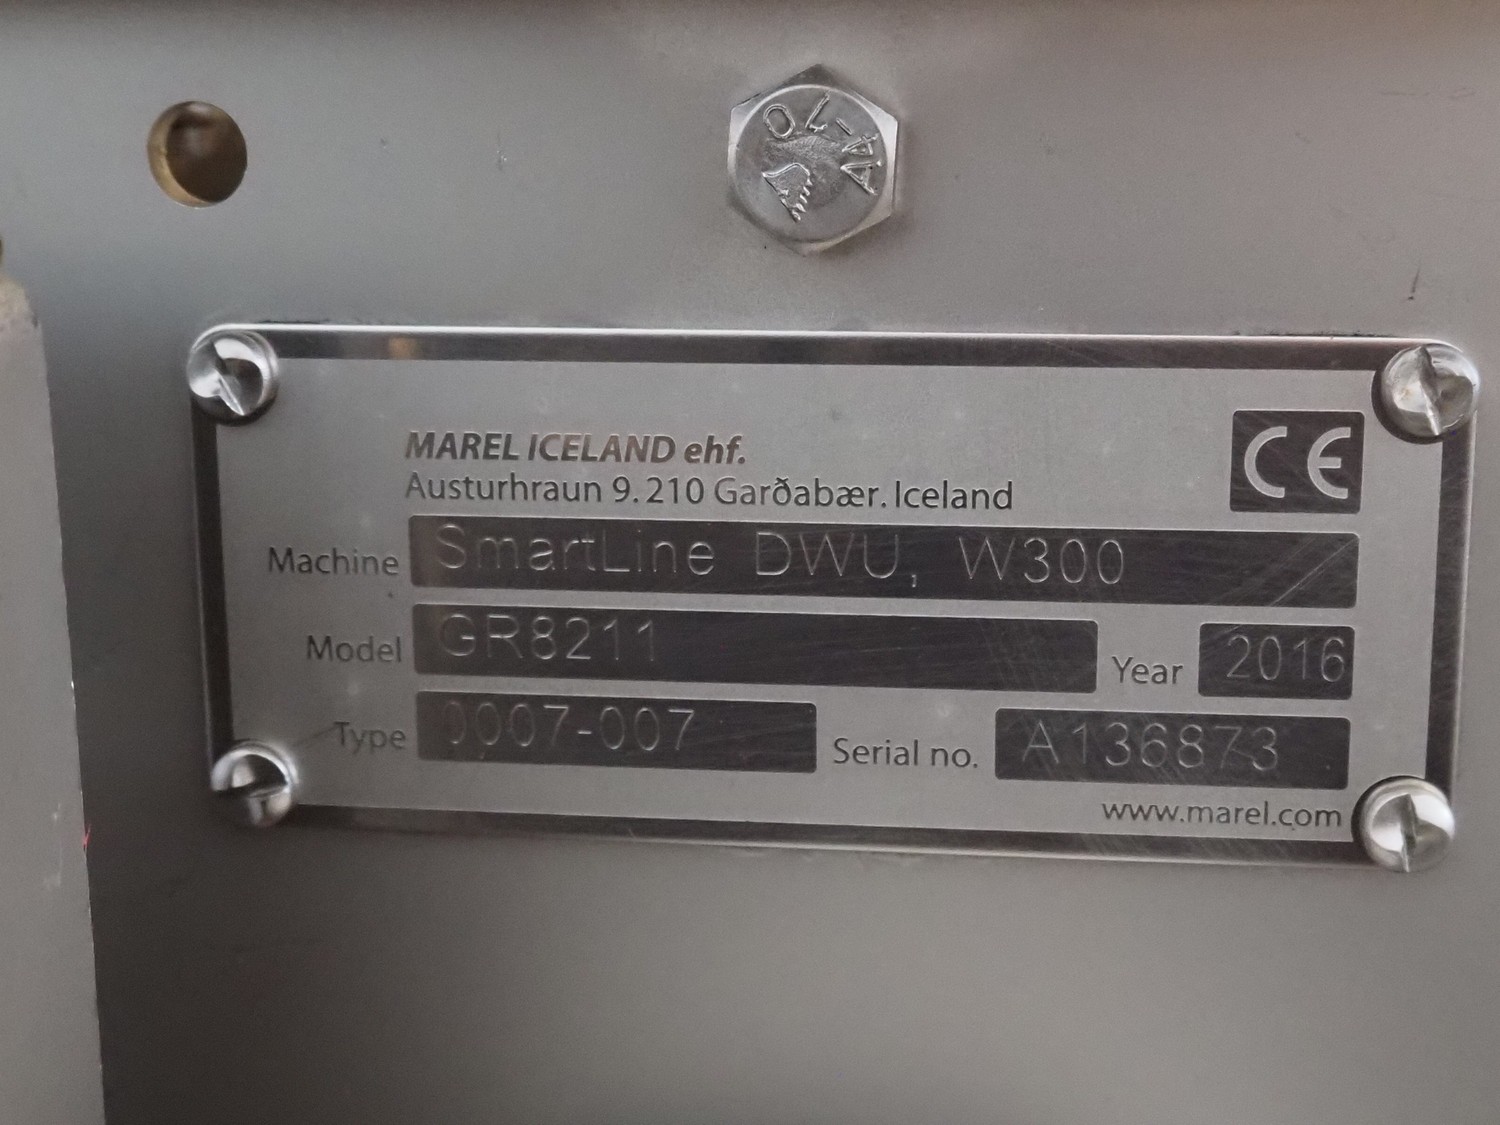 A4-70
MAREL ICELAND ehf.
Austurhraun 9. 210 Garðabær. Iceland
CE
Machine SmartLine DWU, W300
Model GR8211 Year 2016
Type 0007-007 Serial no. A136873
www.marel.com